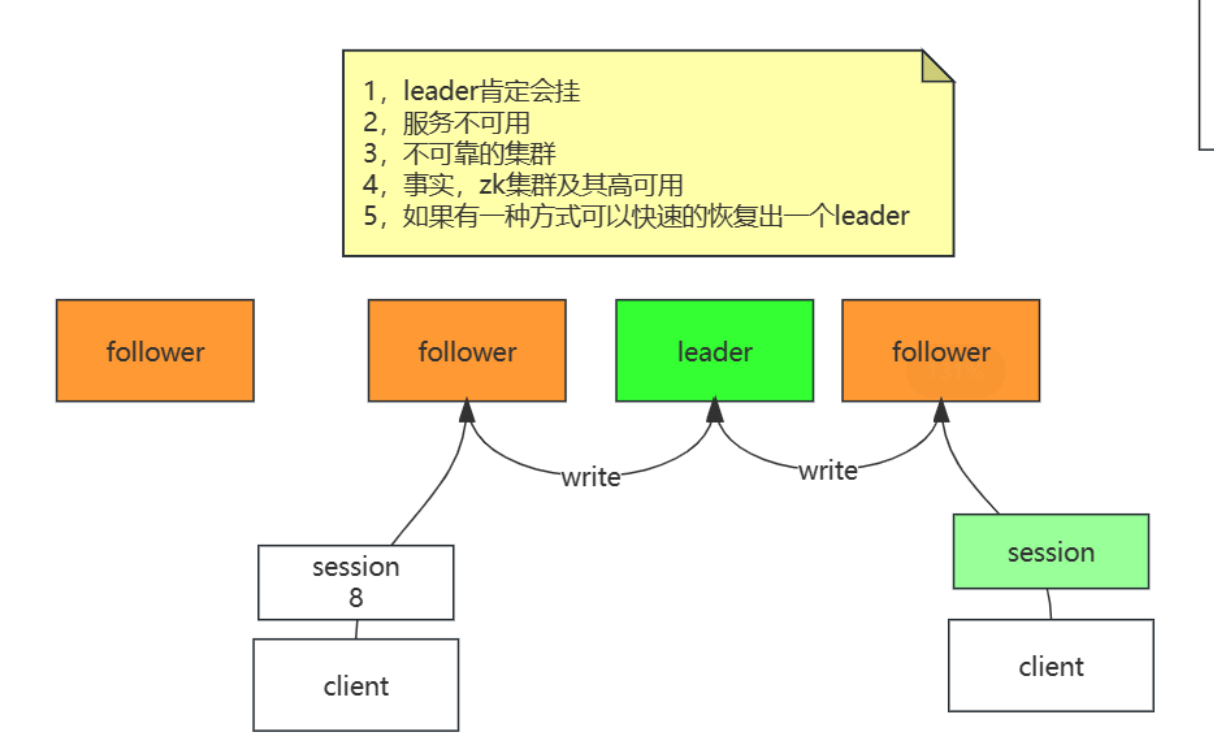 1，leader肯定会挂
2，服务不可用
3，不可靠的集群
4，事实，zk集群及其高可用
5，如果有一种方式可以快速的恢复出一个leader
follower
follower
leader
follower
write
write
session
8
session
client
client